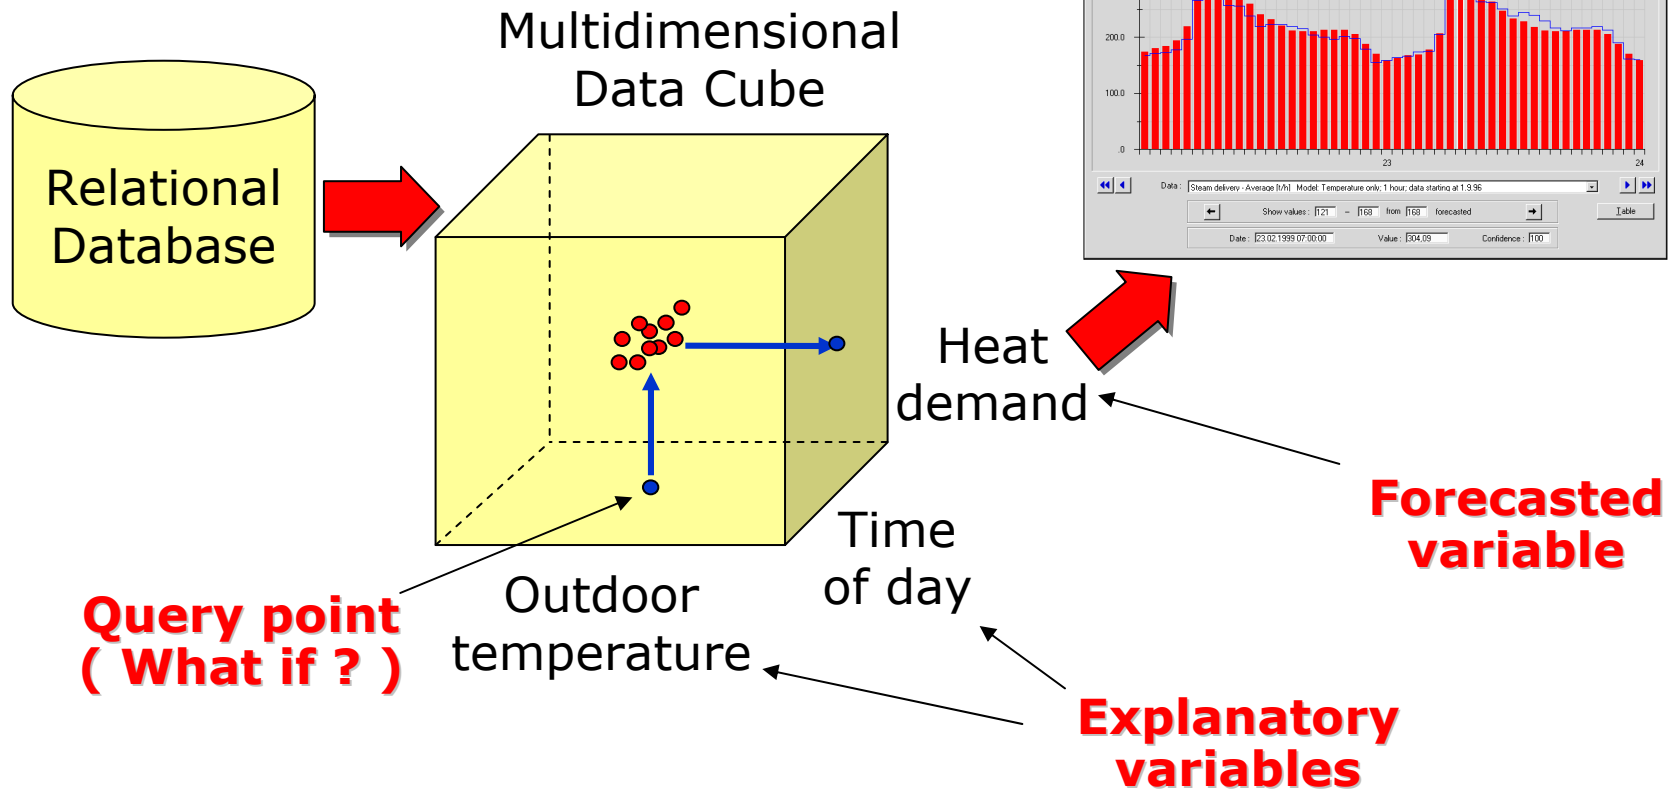 Multidimensional
Data Cube
Relational
Database
200.0
100.0
.0
23
24
Data : Steam delivery - Average [t/h] Model: Temperature only; 1 hour; data starting at 1.9.96
Show values : 121 – 168 from 168 forecasted
Table
Date : 23.02.1999 07:00:00 Value : 304,09 Confidence : 100
Heat
demand
Forecasted
variable
Time
of day
Outdoor
temperature
Query point
( What if ? )
Explanatory
variables